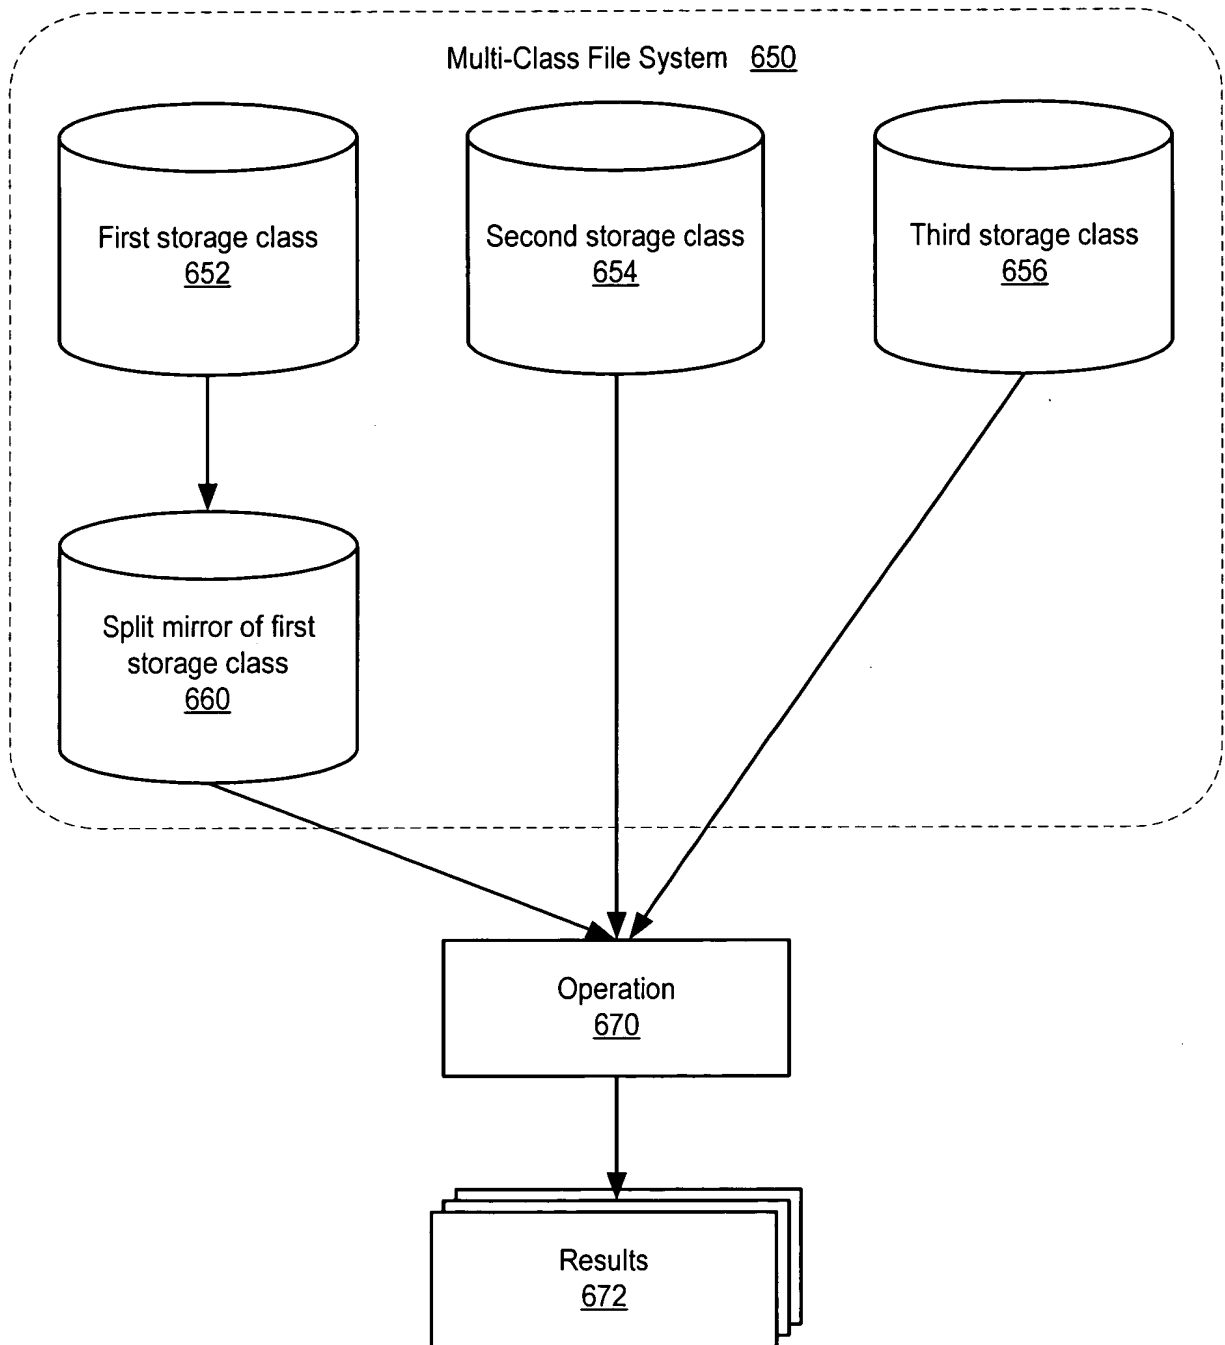 Multi-Class File System 650
First storage class
652
Second storage class
654
Third storage class
656
Split mirror of first
storage class
660
Operation
670
Results
672